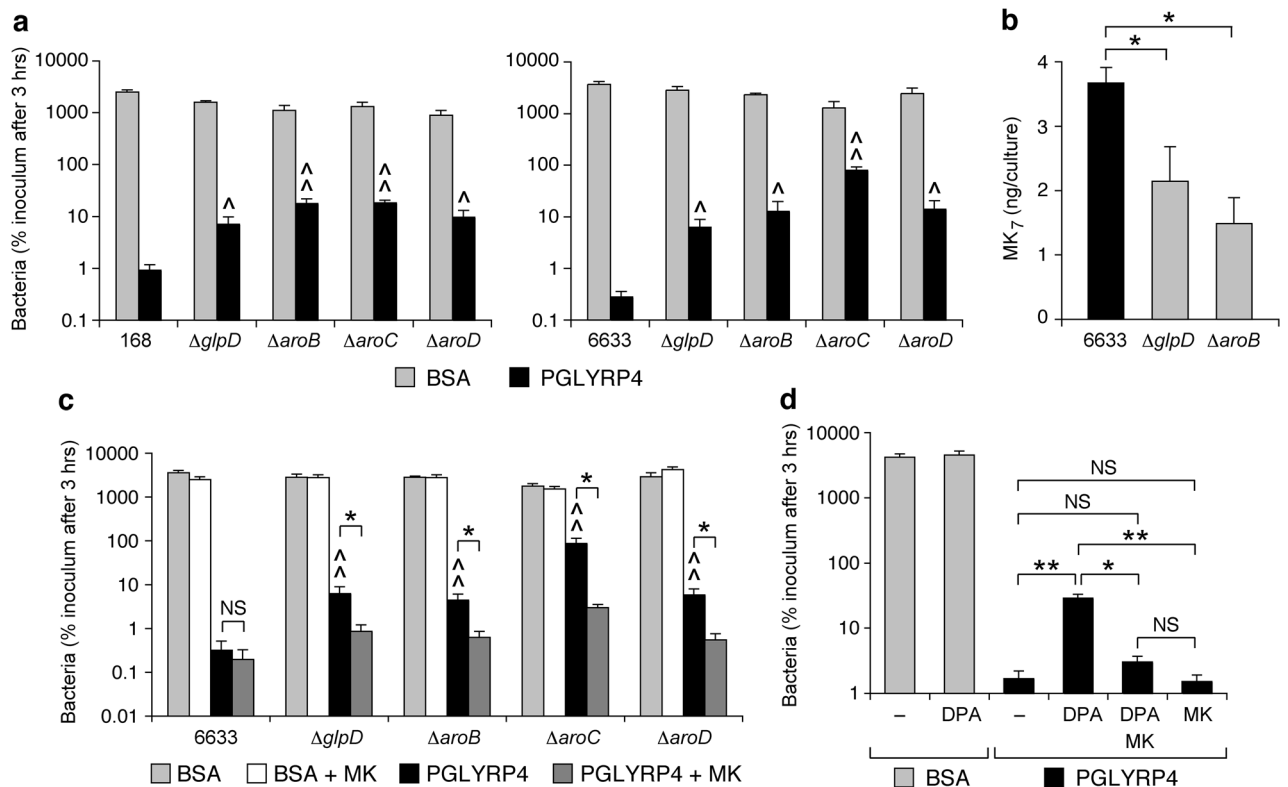 a
Bacteria (% inoculum after 3 hrs)
10000
1000
100
10
1
0.1
^
^
^
^
^
^
168 ΔglpD ΔaroB ΔaroC ΔaroD
10000
1000
100
10
1
0.1
^
^
^
^
^
6633 ΔglpD ΔaroB ΔaroC ΔaroD
BSA PGLYRP4
b
MK7 (ng/culture)
4
3
2
1
0
*
*
6633 ΔglpD ΔaroB
c
Bacteria (% inoculum after 3 hrs)
10000
1000
100
10
1
0.1
0.01
NS
*
^
^
*
^
^
*
^
^
*
^
^
6633 ΔglpD ΔaroB ΔaroC ΔaroD
BSA BSA + MK PGLYRP4 PGLYRP4 + MK
d
Bacteria (% inoculum after 3 hrs)
10000
1000
100
10
1
NS
NS
**
** *
NS
– DPA – DPA DPA MK
MK
BSA PGLYRP4